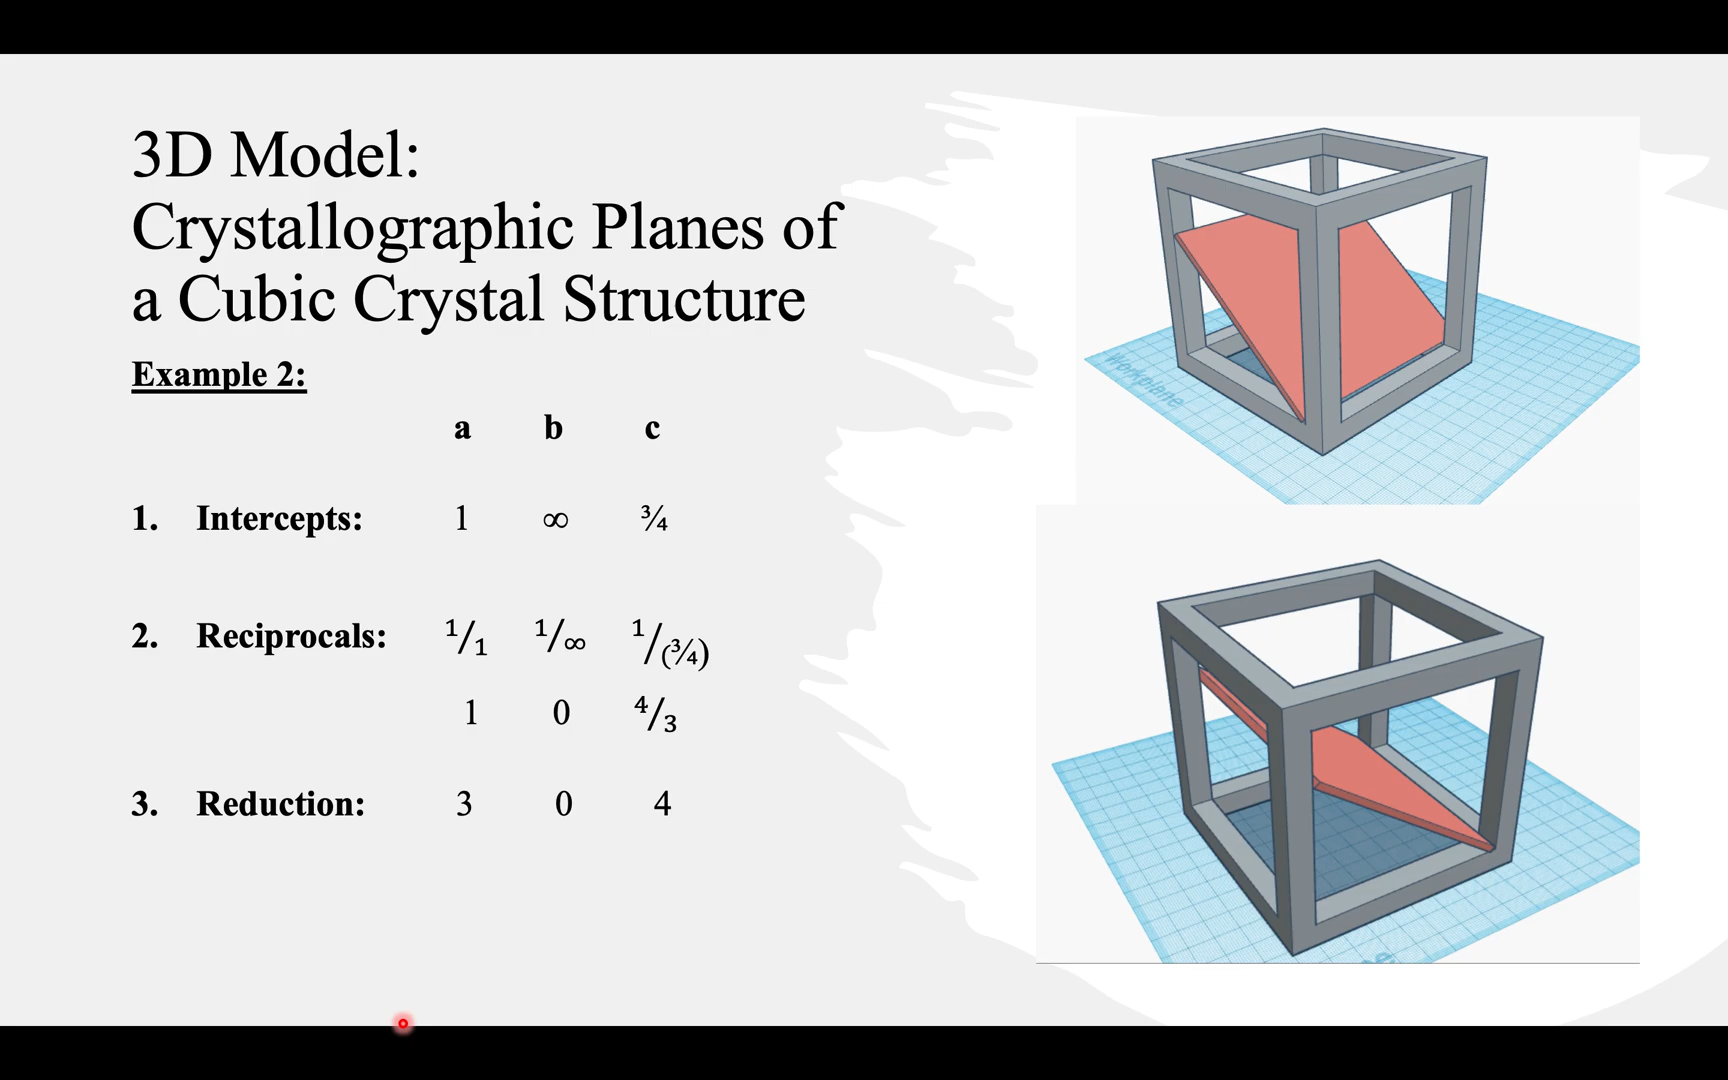 3D Model:
Crystallographic Planes of
a Cubic Crystal Structure
Example 2:
a b c
1. Intercepts: 1 ∞ ¾
2. Reciprocals: 1/1 1/∞ 1/(¾)
1 0 4/3
3. Reduction: 3 0 4
Workplane